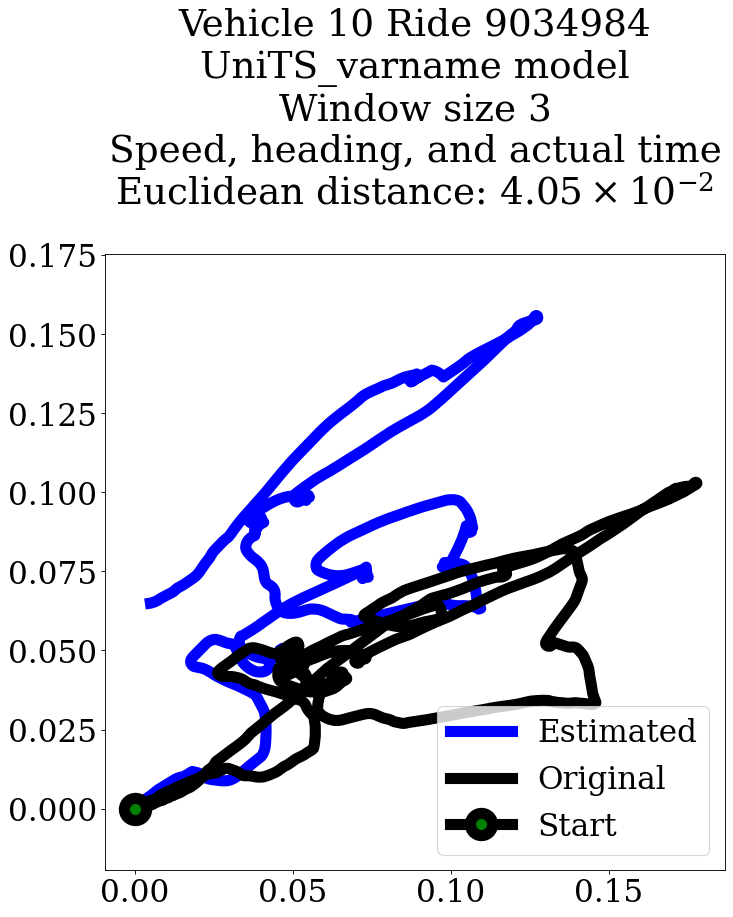 Vehicle 10 Ride 9034984
UniTS_varname model
Window size 3
Speed, heading, and actual time
Euclidean distance: 4.05 × 10⁻²
0.175
0.150
0.125
0.100
0.075
0.050
0.025
0.000
Estimated
Original
Start
0.00 0.05 0.10 0.15